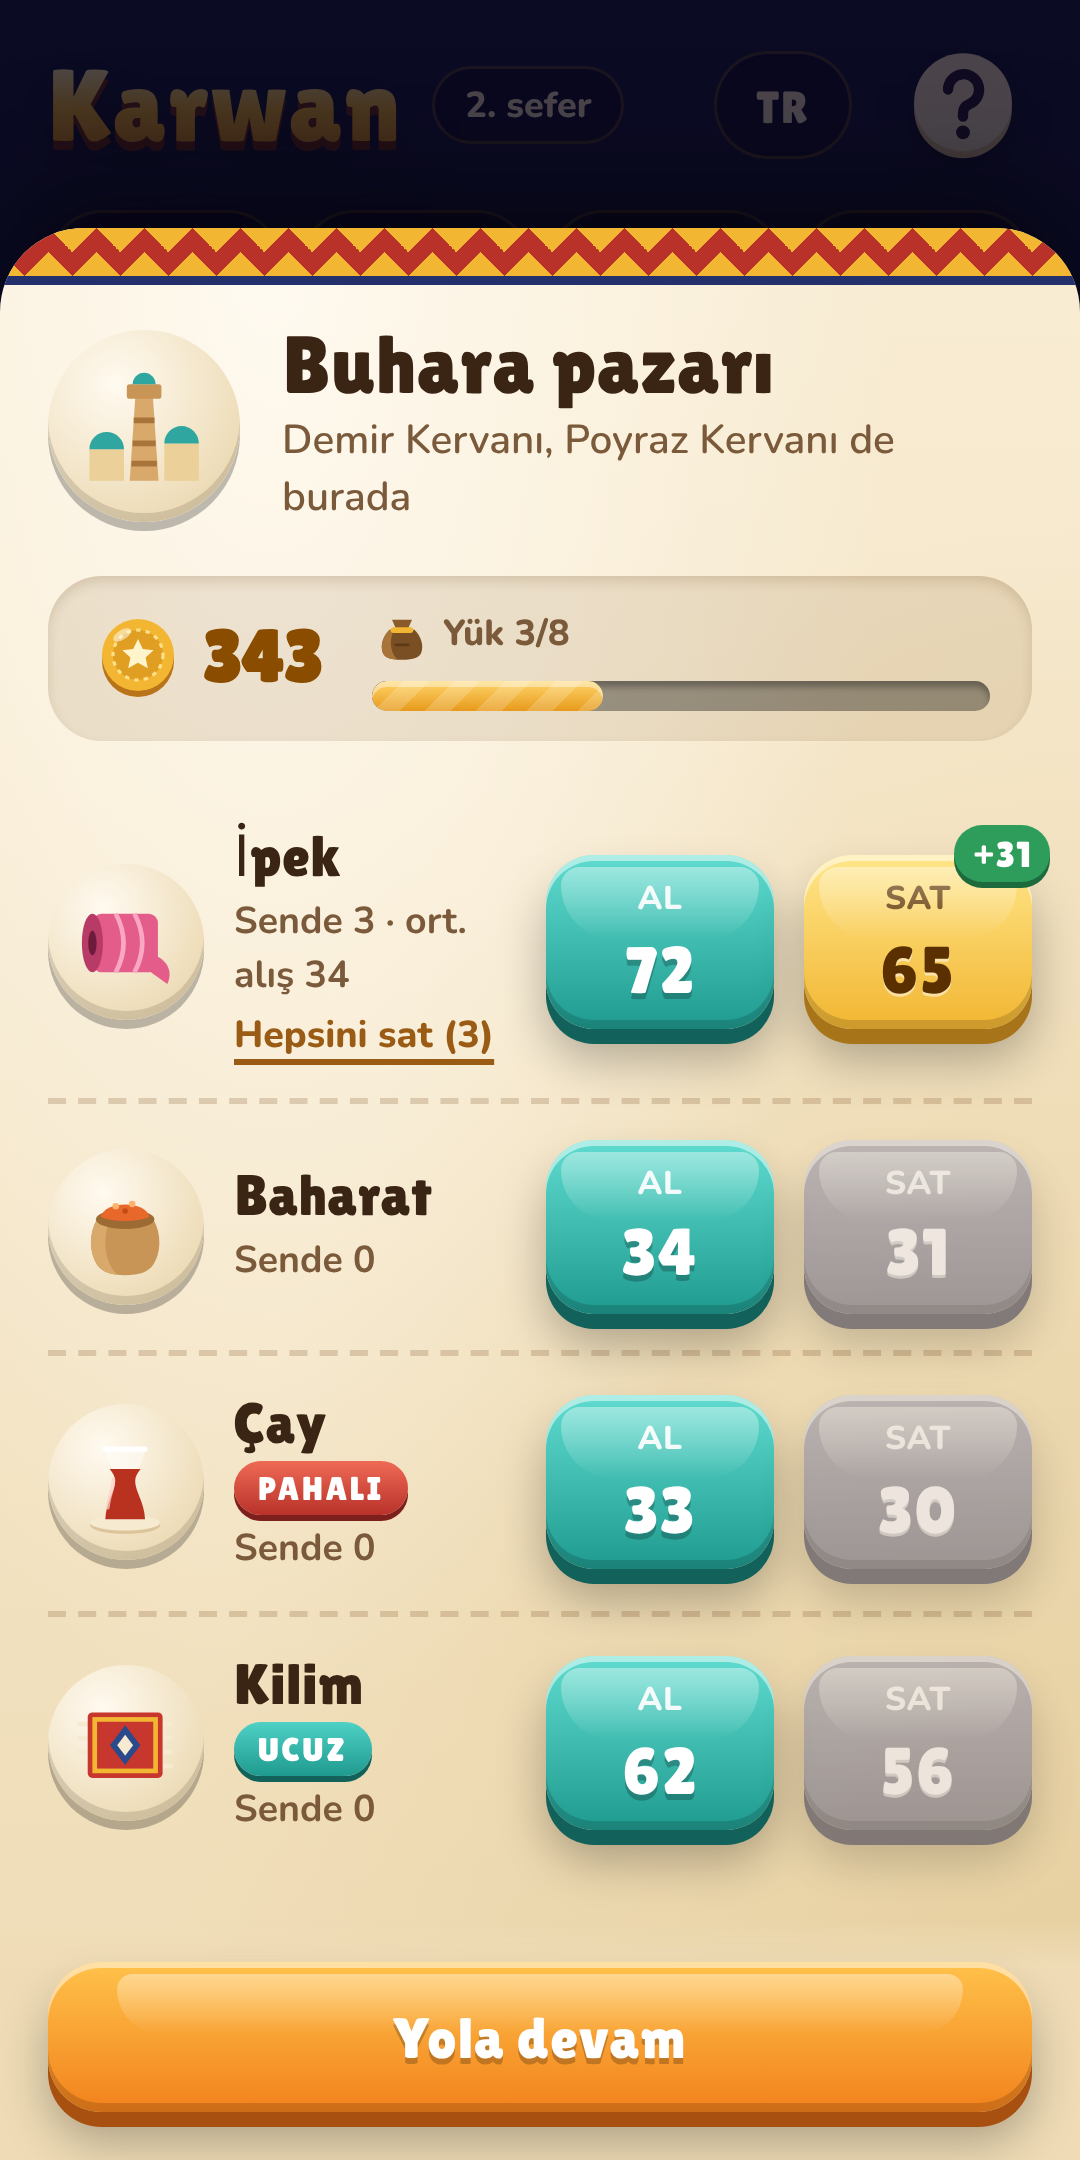 Karwan
2. sefer
TR
?
Buhara pazarı
Demir Kervanı, Poyraz Kervanı de
burada
343
Yük 3/8
İpek
Sende 3 · ort.
alış 34
Hepsini sat (3)
AL
72
SAT
65
+31
Baharat
Sende 0
AL
34
SAT
31
Çay
PAHALI
Sende 0
AL
33
SAT
30
Kilim
UCUZ
Sende 0
AL
62
SAT
56
Yola devam